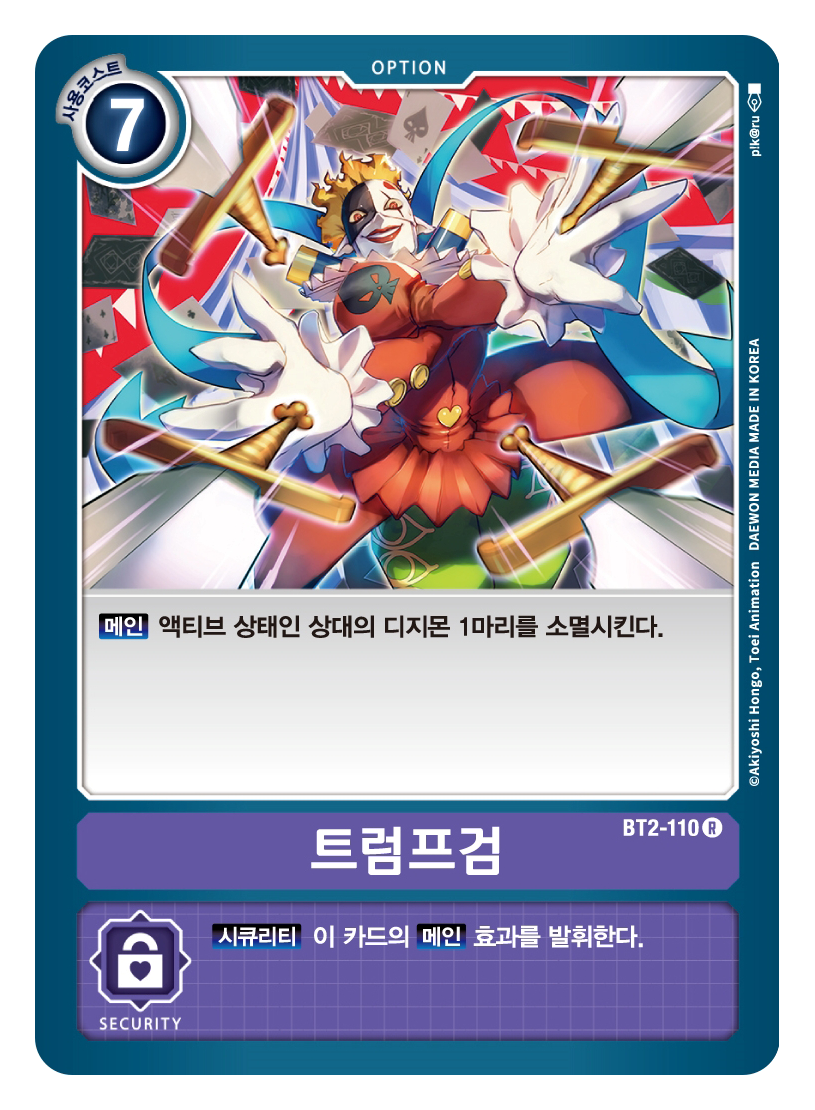 OPTION
사용코스트
7
p!k@ru
메인 액티브 상태인 상대의 디지몬 1마리를 소멸시킨다.
©Akiyoshi Hongo, Toei Animation DAEWON MEDIA MADE IN KOREA
BT2-110 R
트럼프검
시큐리티 이 카드의 메인 효과를 발휘한다.
SECURITY